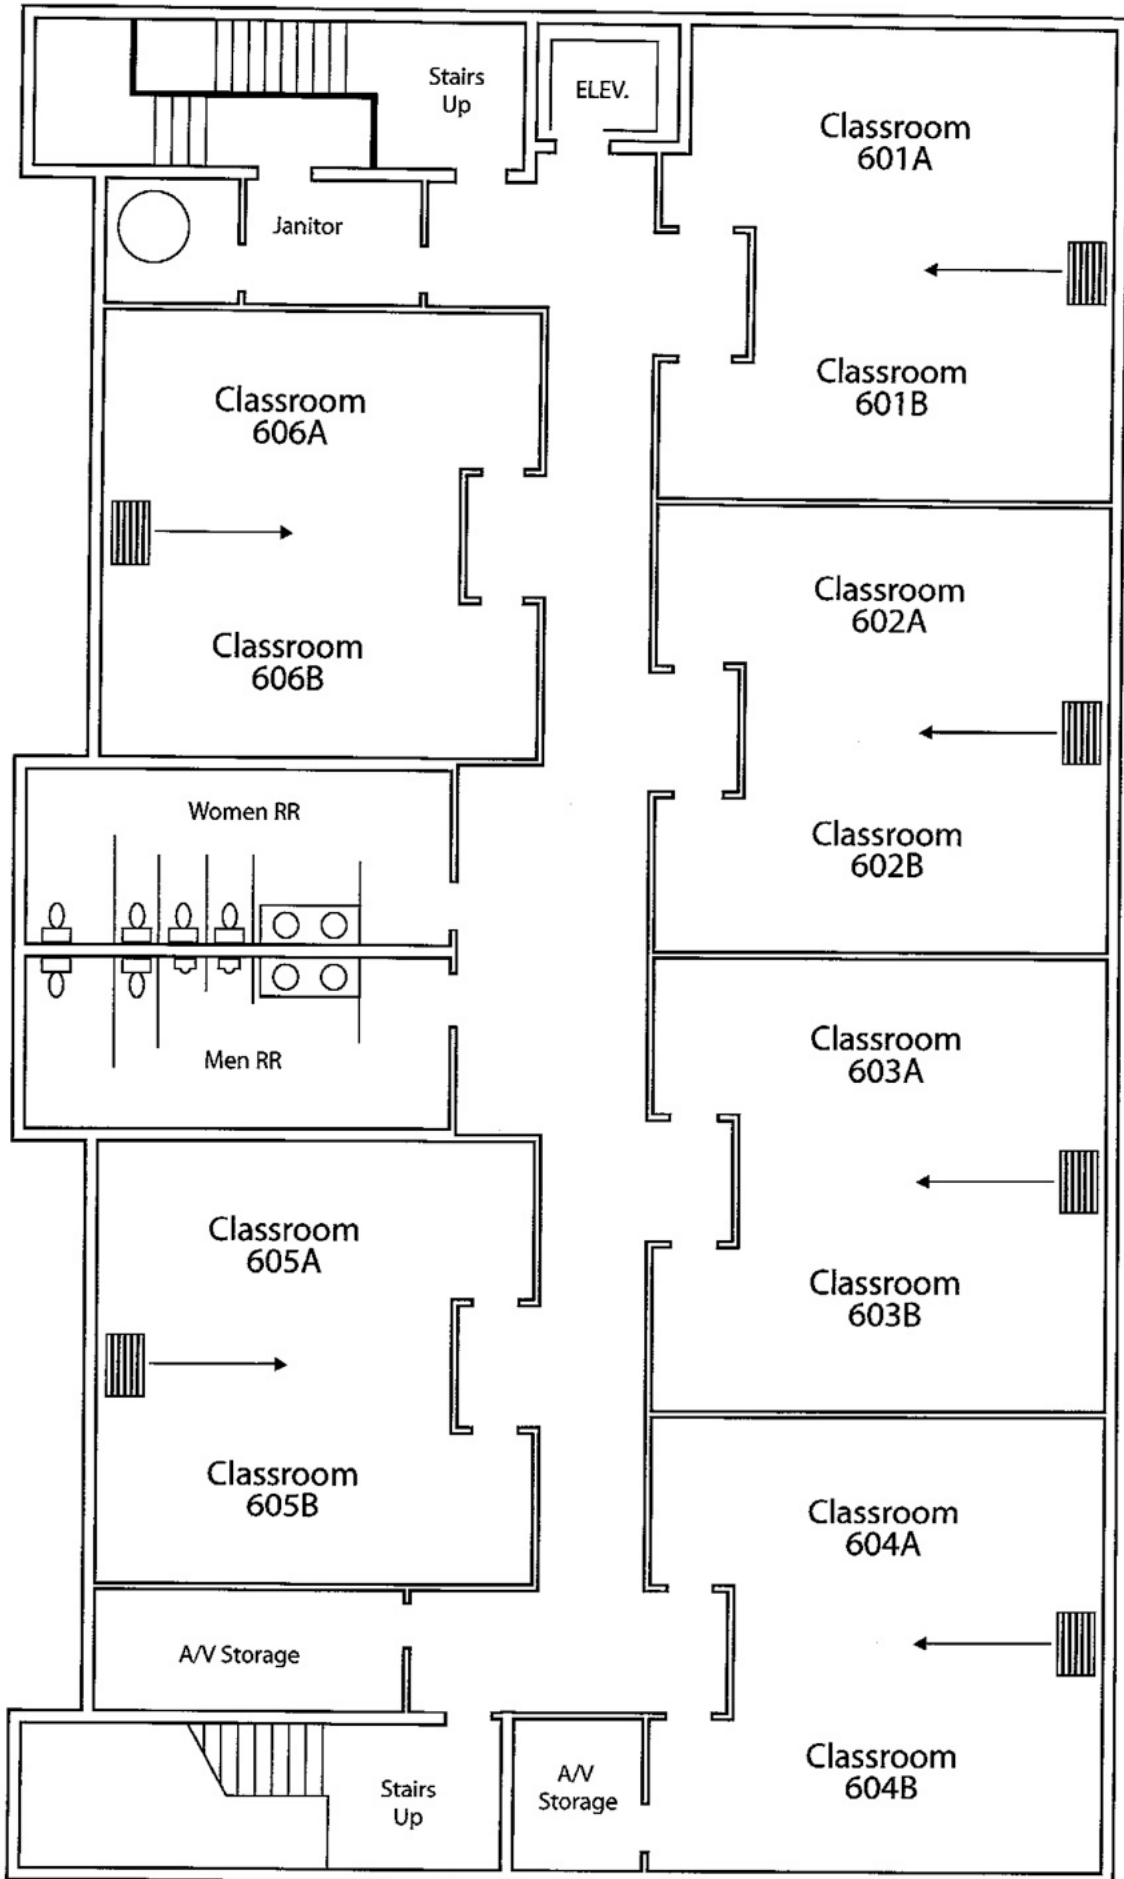 Stairs
Up
ELEV.
Classroom
601A
Janitor
Classroom
601B
Classroom
606A
Classroom
602A
Classroom
606B
Women RR
Classroom
602B
Classroom
603A
Men RR
Classroom
605A
Classroom
603B
Classroom
605B
Classroom
604A
A/V Storage
Classroom
604B
A/V
Storage
Stairs
Up